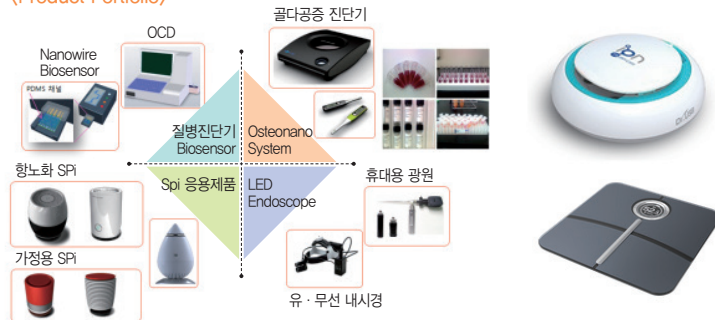 (Product Portfolio)
골다공증 진단기
OCD
Nanowire
Biosensor
PDMS 채널
질병진단기
Biosensor
Osteonano
System
항노화 SPi
Spi 응용제품
LED
Endoscope
휴대용 광원
가정용 SPi
유 · 무선 내시경